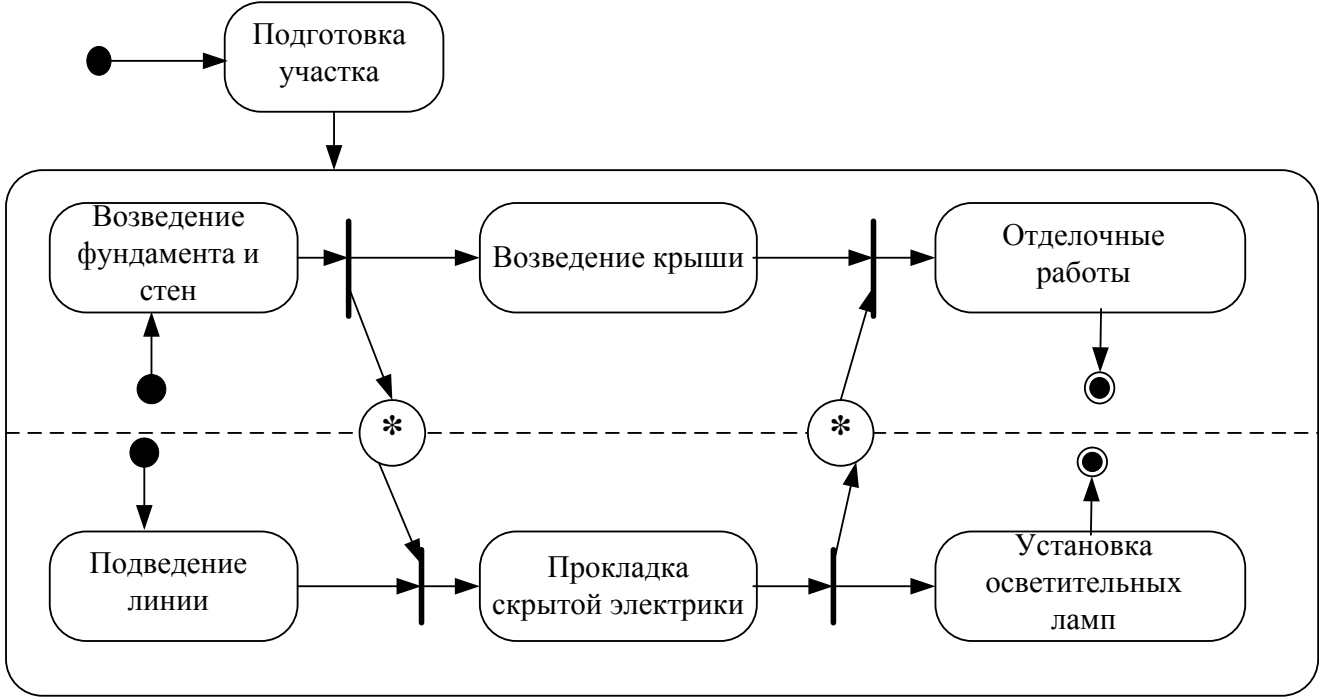 Подготовка
участка
Возведение
фундамента и
стен
Возведение крыши
Отделочные
работы
*
*
Подведение
линии
Прокладка
скрытой электрики
Установка
осветительных
ламп